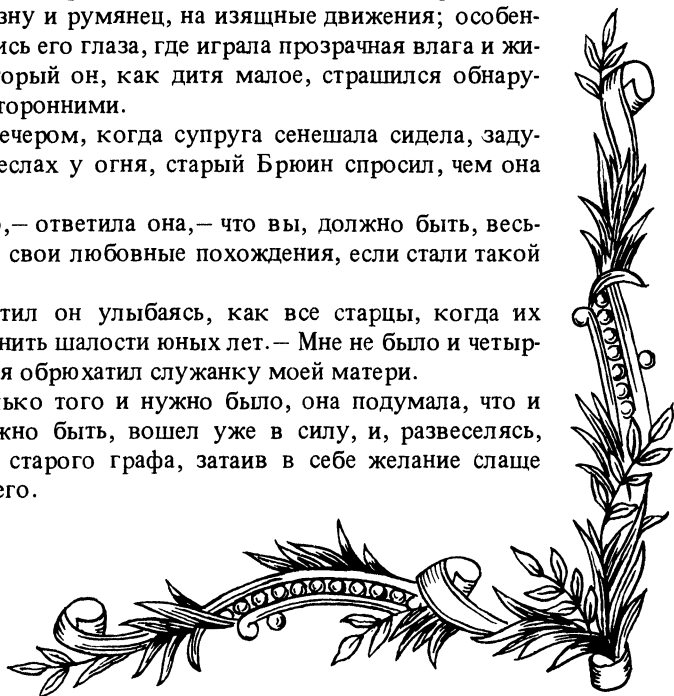 зну и румянец, на изящные движения; особен-
ись его глаза, где играла прозрачная влага и жи-
торый он, как дитя малое, страшился обнару-
торонними.
ечером, когда супруга сенешала сидела, заду-
еслах у огня, старый Брюин спросил, чем она
,— ответила она,— что вы, должно быть, весь-
свои любовные похождения, если стали такой
тил он улыбаясь, как все старцы, когда их
нить шалости юных лет.— Мне не было и четыр-
я обрюхатил служанку моей матери.
лько того и нужно было, она подумала, что и
жно быть, вошел уже в силу, и, развеселясь,
старого графа, затаив в себе желание слаще
его.